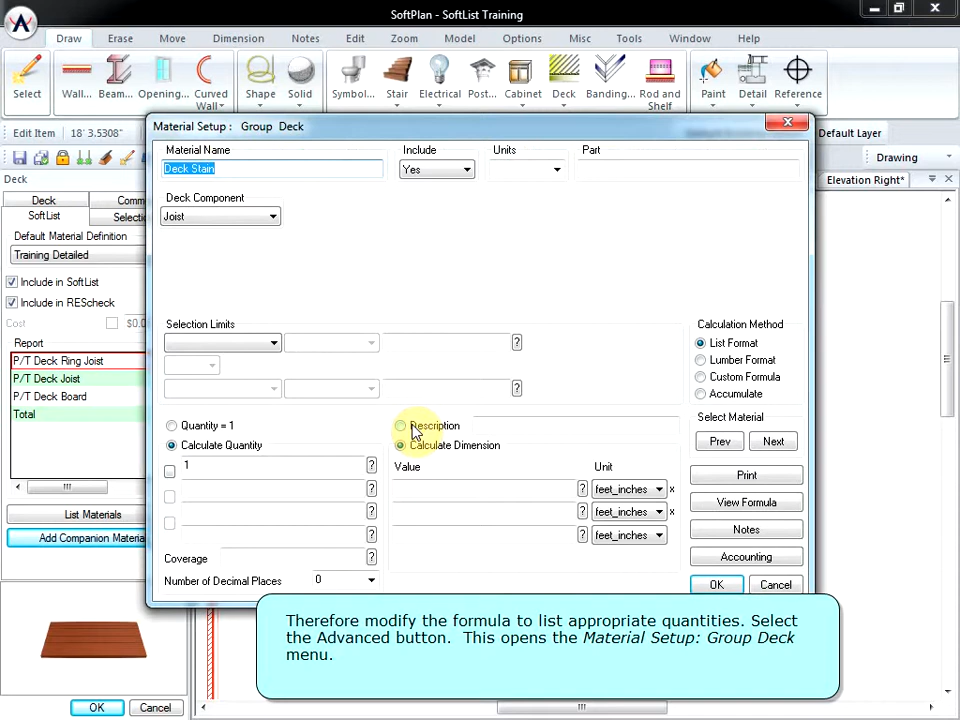 SoftPlan - SoftList Training
Draw Erase Move Dimension Notes Edit Zoom Model Options Misc Tools Window Help
Select Wall... Beam... Opening... Curved Wall Shape Solid Symbol... Stair Electrical Post... Cabinet Deck Banding... Rod and Shelf Paint Detail Reference
Edit Item 18' 3.5308" Default Layer
Drawing
Deck
Elevation Right*
Deck Comm
SoftList Selectio
Default Material Definition
Training Detailed
Include in SoftList
Include in REScheck
Cost $0.0
Report
P/T Deck Ring Joist
P/T Deck Joist
P/T Deck Board
Total
List Materials
Add Companion Materia
OK Cancel
Material Setup : Group Deck
Material Name Include Units Part
Deck Stain Yes
Deck Component
Joist
Selection Limits
?
?
Calculation Method
List Format
Lumber Format
Custom Formula
Accumulate
Select Material
Prev Next
Print
View Formula
Notes
Accounting
OK Cancel
Quantity = 1 Description
Calculate Quantity Calculate Dimension
1 ? Value Unit
? ? feet_inches x
? ? feet_inches x
? ? feet_inches
Coverage ?
Number of Decimal Places 0
Therefore modify the formula to list appropriate quantities. Select
the Advanced button. This opens the Material Setup: Group Deck
menu.